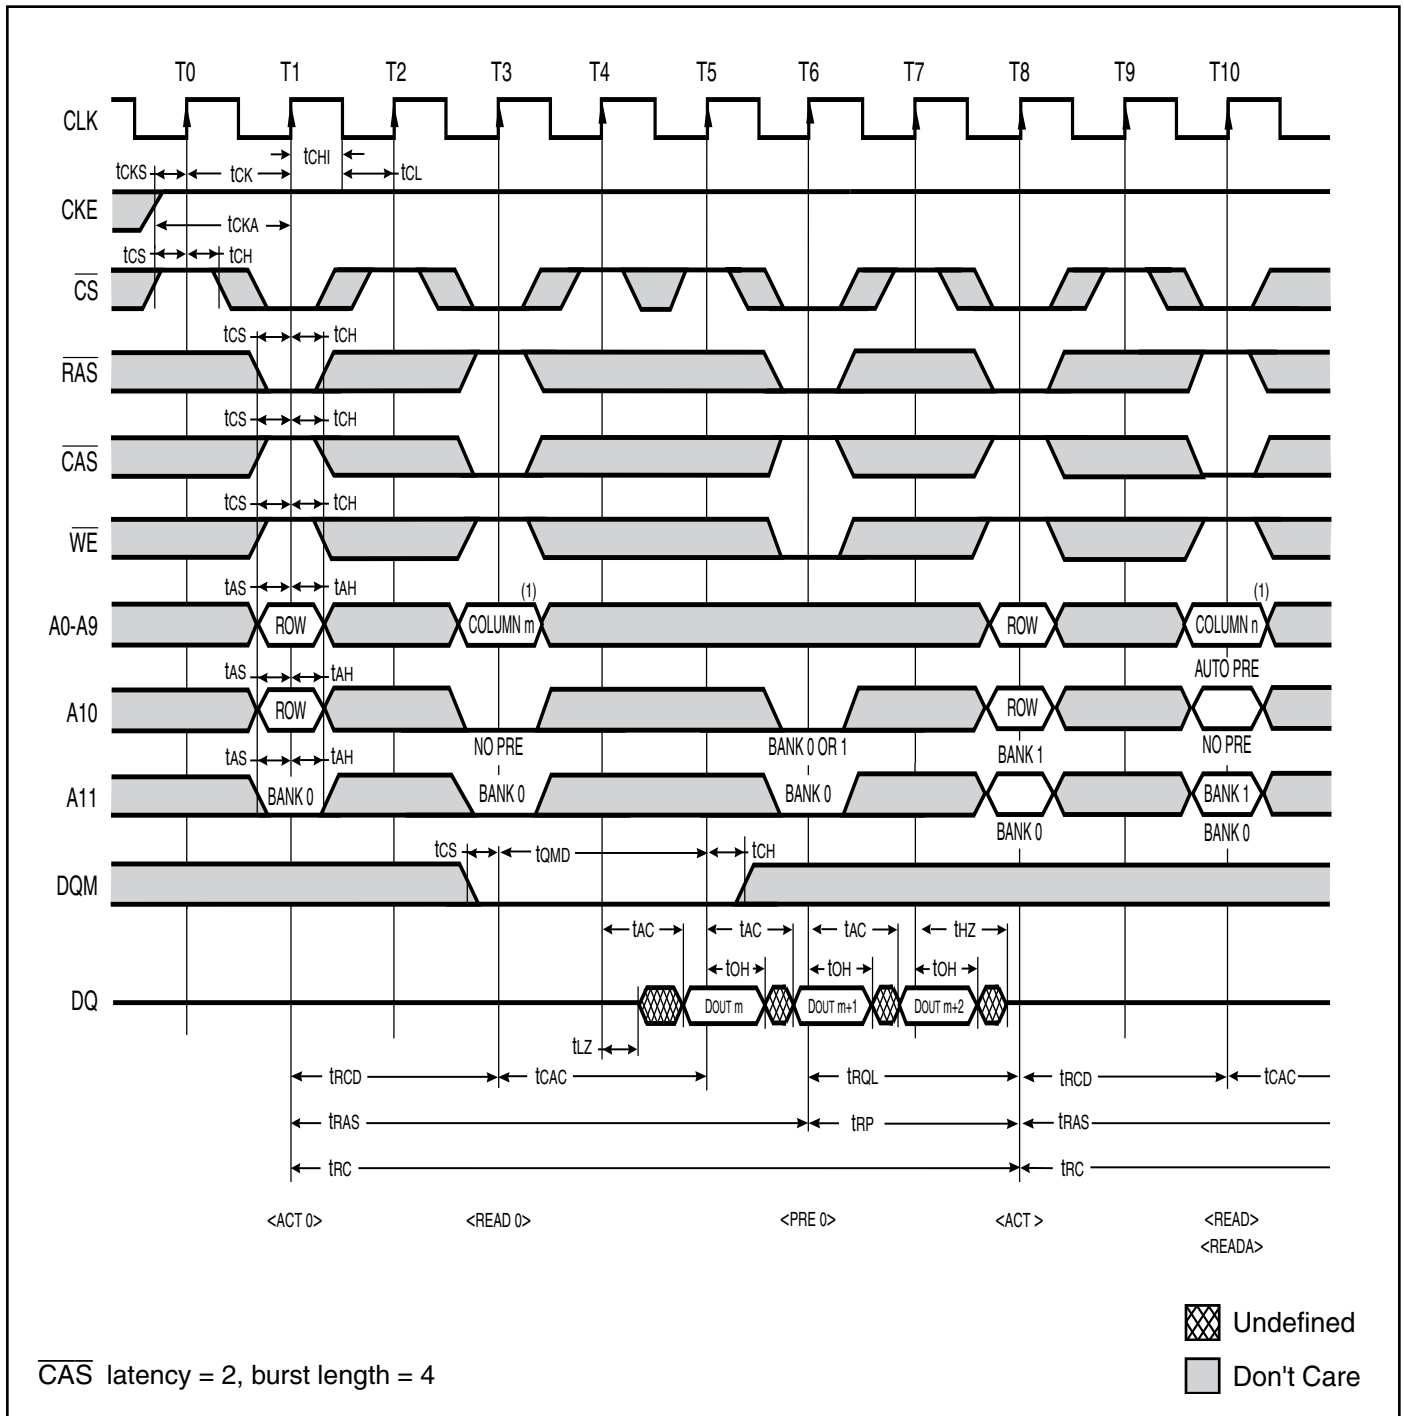 T0 T1 T2 T3 T4 T5 T6 T7 T8 T9 T10
CLK
tCHI
tCKS tCK tCL
CKE
tCKA
tCS tCH
CS
tCS tCH
RAS
tCS tCH
CAS
tCS tCH
WE
tAS tAH (1) (1)
A0-A9 ROW COLUMN m ROW COLUMN n
tAS tAH AUTO PRE
A10 ROW ROW
NO PRE BANK 0 OR 1 BANK 1 NO PRE
tAS tAH
A11 BANK 0 BANK 0 BANK 0 BANK 1
BANK 0 BANK 0
tCS tQMD tCH
DQM
tAC tAC tAC tHZ
tOH tOH tOH
DQ DOUT m DOUT m+1 DOUT m+2
tLZ
tRCD tCAC tRQL tRCD tCAC
tRAS tRP tRAS
tRC tRC
<ACT 0> <READ 0> <PRE 0> <ACT > <READ>
<READA>
Undefined
CAS latency = 2, burst length = 4 Don't Care